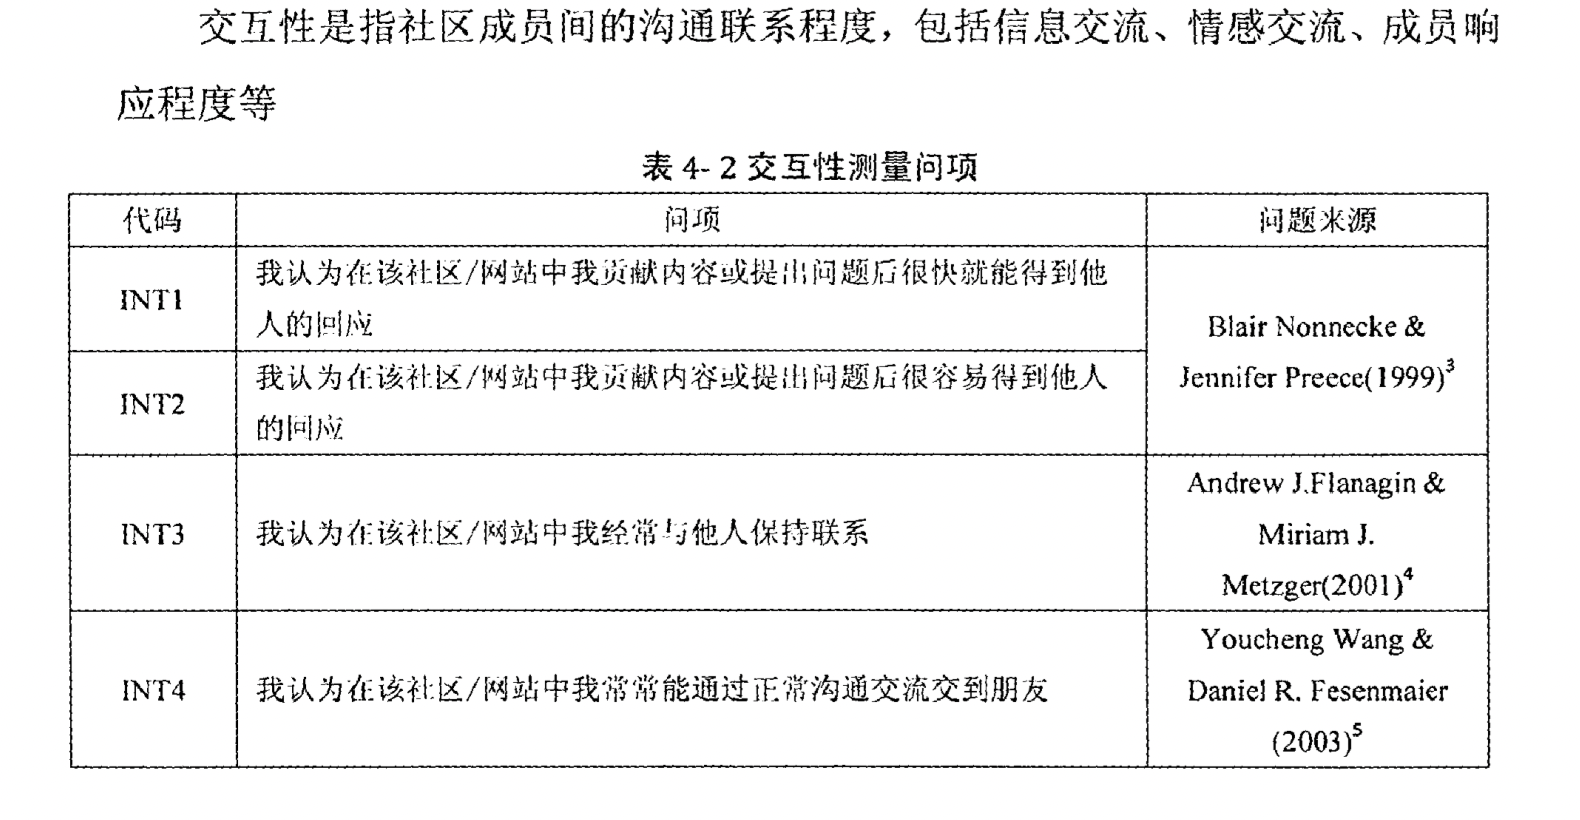 交互性是指社区成员间的沟通联系程度，包括信息交流、情感交流、成员响
应程度等
表 4- 2 交互性测量问项
代码 问项 问题来源
INT1
我认为在该社区/网站中我贡献内容或提出问题后很快就能得到他
人的回应
INT2
我认为在该社区/网站中我贡献内容或提出问题后很容易得到他人
的回应
Blair Nonnecke &
Jennifer Preece(1999)³
INT3
我认为在该社区/网站中我经常与他人保持联系
Andrew J.Flanagin &
Miriam J.
Metzger(2001)⁴
INT4
我认为在该社区/网站中我常常能通过正常沟通交流交到朋友
Youcheng Wang &
Daniel R. Fesenmaier
(2003)⁵